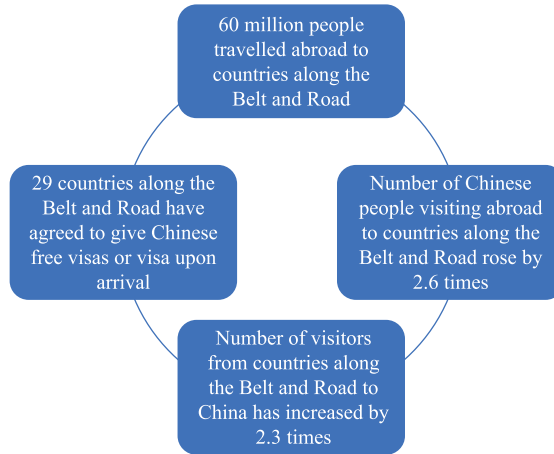 60 million people
travelled abroad to
countries along the
Belt and Road
29 countries along the
Belt and Road have
agreed to give Chinese
free visas or visa upon
arrival
Number of Chinese
people visiting abroad
to countries along the
Belt and Road rose by
2.6 times
Number of visitors
from countries along
the Belt and Road to
China has increased by
2.3 times